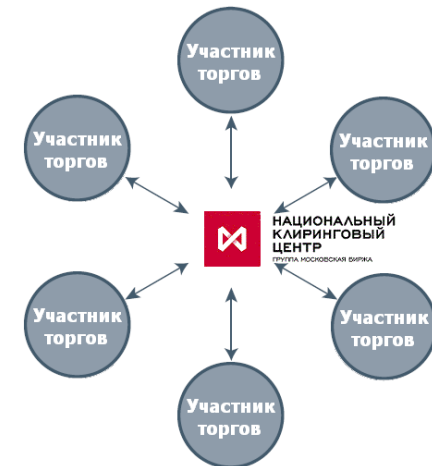 Участник
торгов
Участник
торгов
Участник
торгов
НАЦИОНАЛЬНЫЙ
КЛИРИНГОВЫЙ
ЦЕНТР
ГРУППА МОСКОВСКАЯ БИРЖА
Участник
торгов
Участник
торгов
Участник
торгов